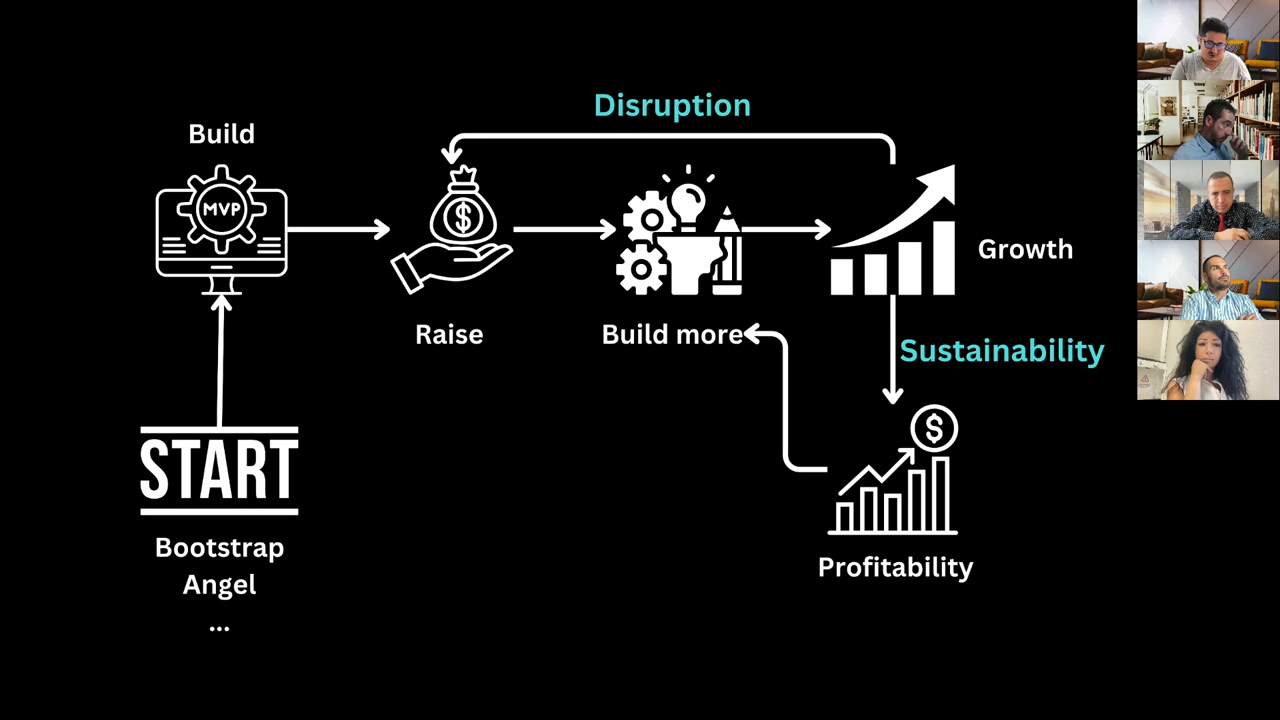 Disruption
Build
MVP
$
Growth
Raise
Build more
Sustainability
$
START
Bootstrap
Angel
...
Profitability